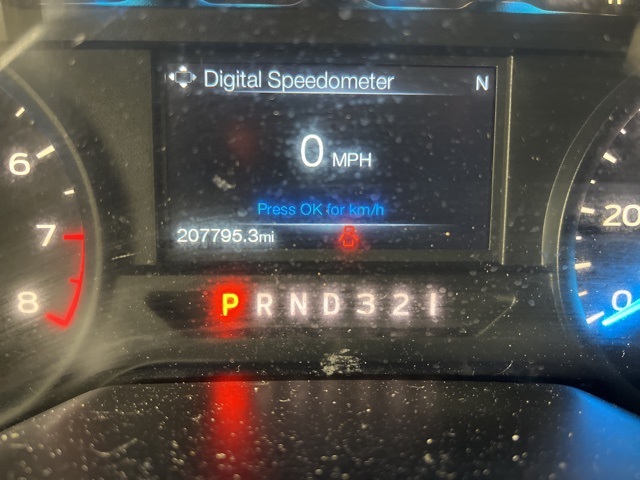 Digital Speedometer N
0 MPH
Press OK for km/h
207795.3mi
6
7
8
20
0
P R N D 3 2 1